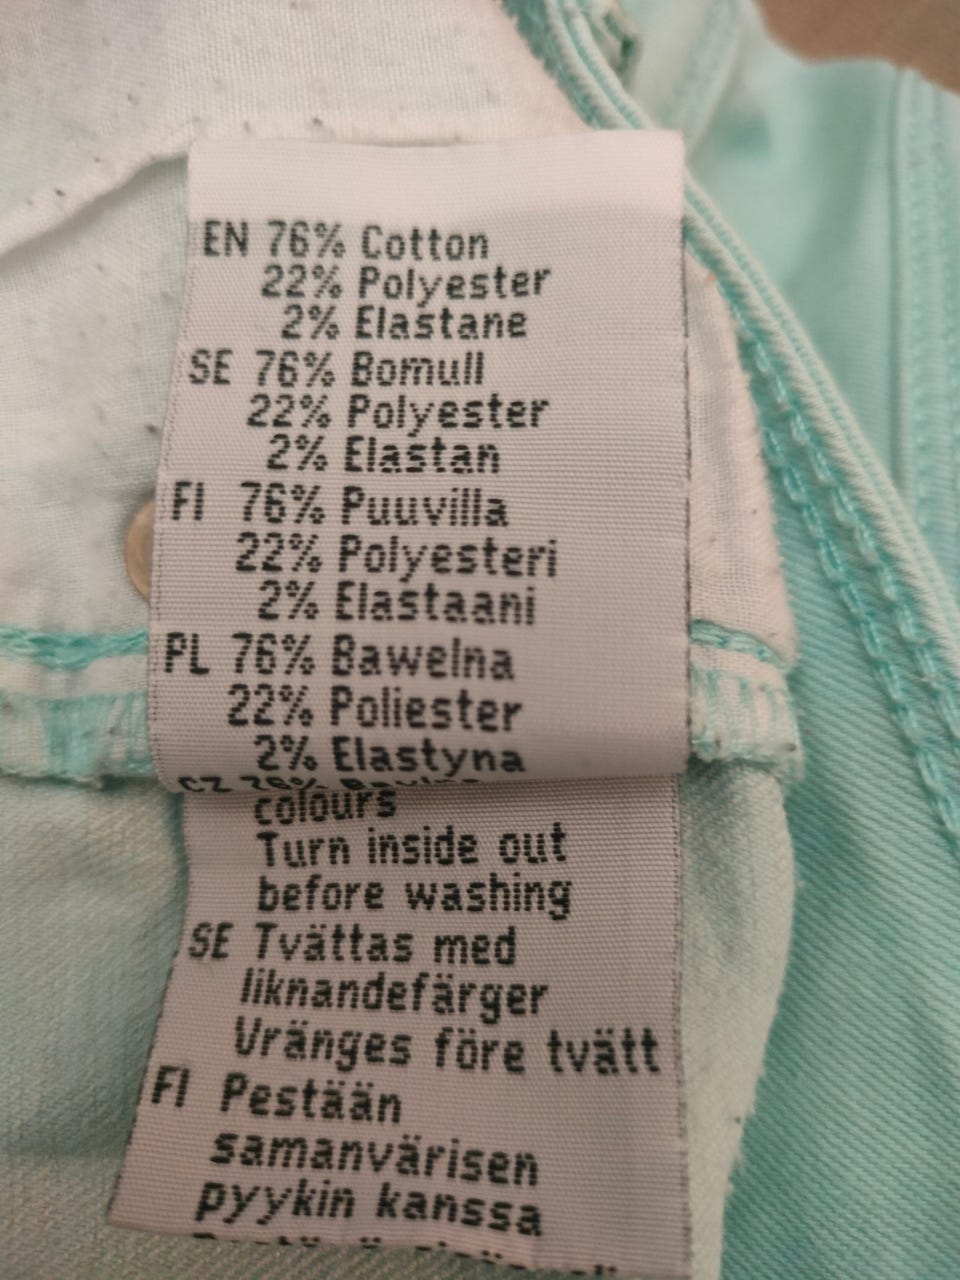 EN 76% Cotton
22% Polyester
2% Elastane
SE 76% Bomull
22% Polyester
2% Elastan
FI 76% Puuvilla
22% Polyesteri
2% Elastaani
PL 76% Bawelna
22% Poliester
2% Elastyna
CZ 76%
colours
Turn inside out
before washing
SE Tvättas med
liknandefärger
Vränges före tvätt
FI Pestään
samanvärisen
pyykin kanssa